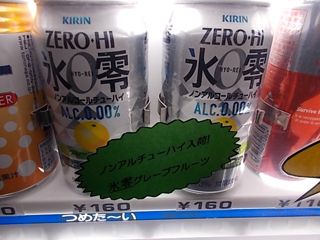 KIRIN
ZERO-HI
氷零
HYO-REI
ノンアルコールチューハイ
ALC.0.00%
KIRIN
ZERO-HI
氷零
ノンアルコールチューハイ
ALC.0.00%
ノンアルチューハイ入荷!
氷零グレープフルーツ
¥160
¥160
つめた〜い